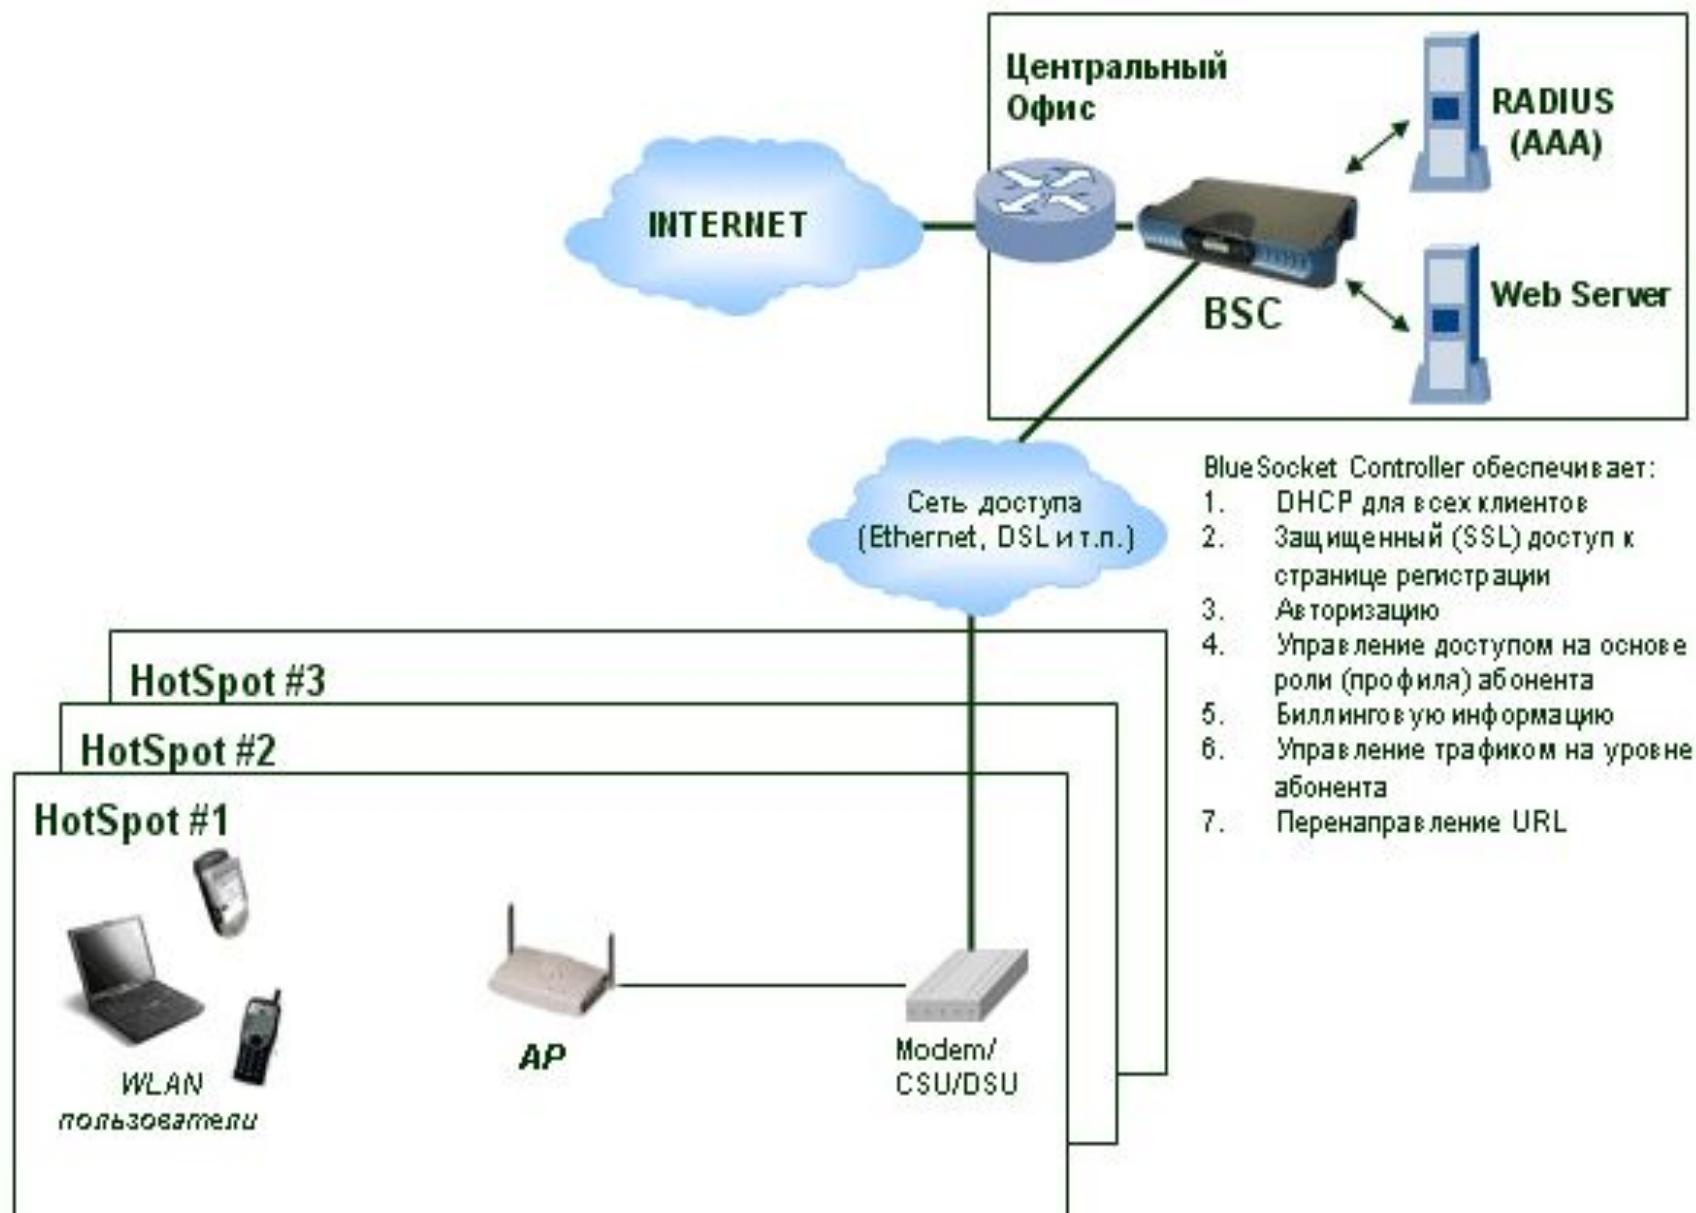 Центральный
Офис
RADIUS
(AAA)
INTERNET
BSC
Web Server
Сеть доступа
(Ethernet, DSL и т.п.)
BlueSocket Controller обеспечивает:
1. DHCP для всех клиентов
2. Защищенный (SSL) доступ к
странице регистрации
3. Авторизацию
4. Управление доступом на основе
роли (профиля) абонента
5. Биллинговую информацию
6. Управление трафиком на уровне
абонента
7. Перенаправление URL
HotSpot #3
HotSpot #2
HotSpot #1
AP
Modem/
CSU/DSU
WLAN
пользователи